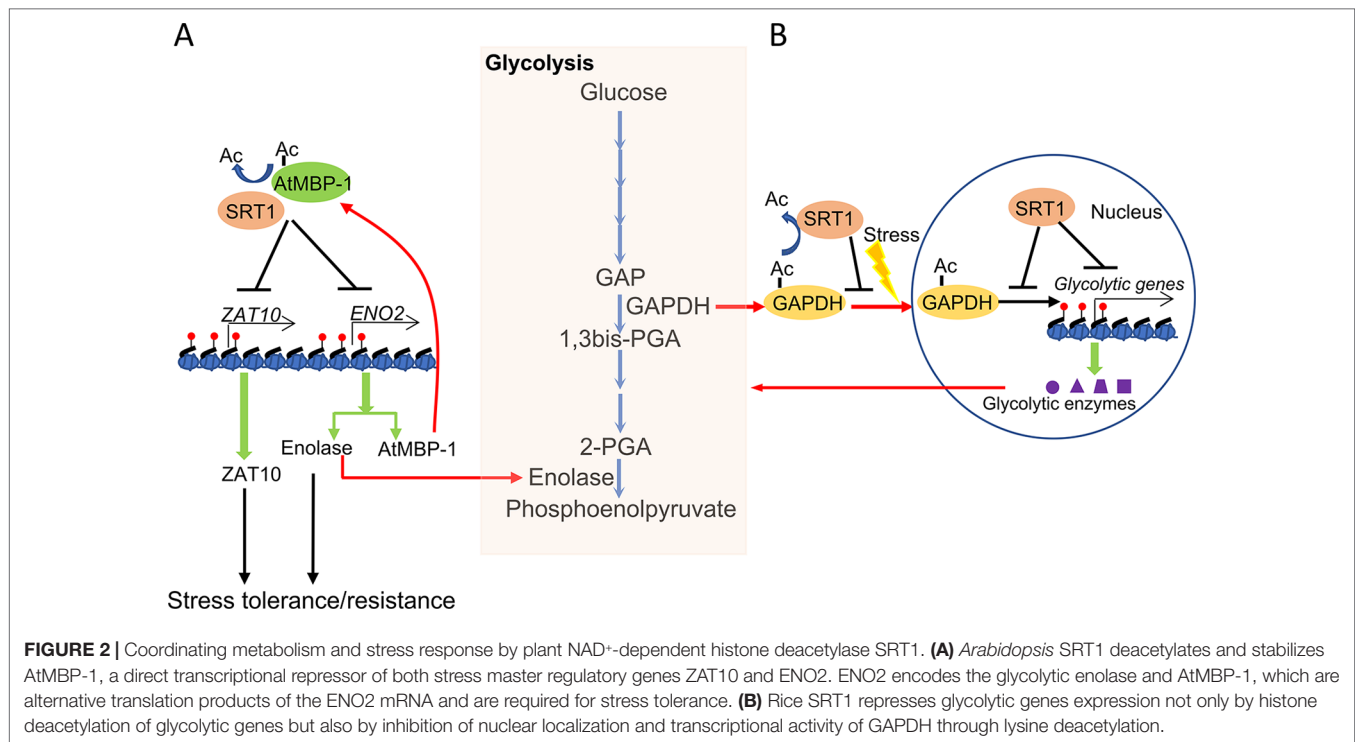 A
Ac
Ac
AtMBP-1
SRT1
ZAT10
ENO2
Enolase
AtMBP-1
ZAT10
Stress tolerance/resistance
Glycolysis
Glucose
GAP
GAPDH
1,3bis-PGA
2-PGA
Enolase
Phosphoenolpyruvate
B
Ac
SRT1
Stress
Ac
GAPDH
SRT1
Nucleus
Ac
GAPDH
Glycolytic genes
Glycolytic enzymes
FIGURE 2 | Coordinating metabolism and stress response by plant NAD+-dependent histone deacetylase SRT1. (A) Arabidopsis SRT1 deacetylates and stabilizes
AtMBP-1, a direct transcriptional repressor of both stress master regulatory genes ZAT10 and ENO2. ENO2 encodes the glycolytic enolase and AtMBP-1, which are
alternative translation products of the ENO2 mRNA and are required for stress tolerance. (B) Rice SRT1 represses glycolytic genes expression not only by histone
deacetylation of glycolytic genes but also by inhibition of nuclear localization and transcriptional activity of GAPDH through lysine deacetylation.